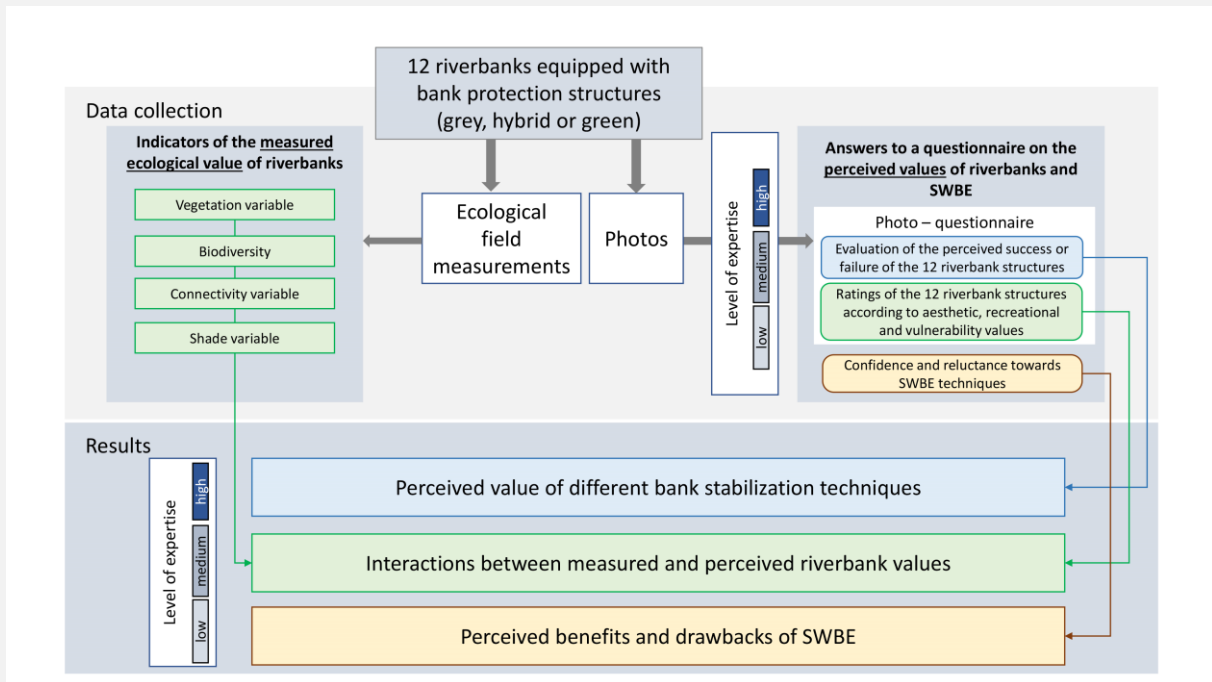 12 riverbanks equipped with
bank protection structures
(grey, hybrid or green)
Data collection
Indicators of the measured
ecological value of riverbanks
Vegetation variable
Biodiversity
Connectivity variable
Shade variable
Ecological
field
measurements
Photos
Level of expertise
high
medium
low
Answers to a questionnaire on the
perceived values of riverbanks and
SWBE
Photo – questionnaire
Evaluation of the perceived success or
failure of the 12 riverbank structures
Ratings of the 12 riverbank structures
according to aesthetic, recreational
and vulnerability values
Confidence and reluctance towards
SWBE techniques
Results
Level of expertise
high
medium
low
Perceived value of different bank stabilization techniques
Interactions between measured and perceived riverbank values
Perceived benefits and drawbacks of SWBE